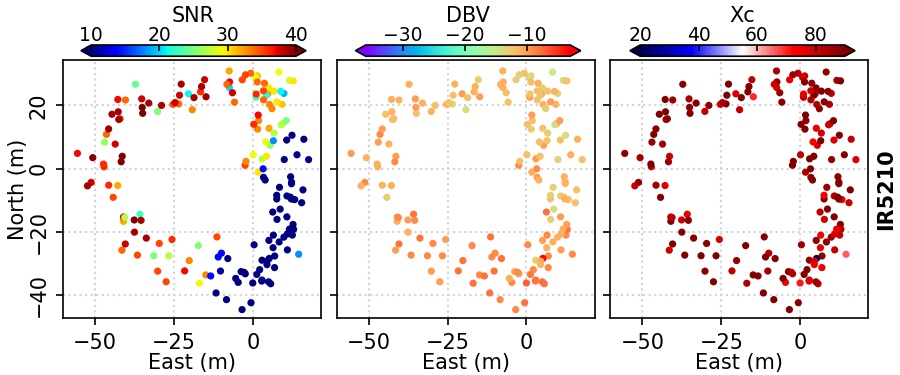 SNR DBV Xc
10 20 30 40 −30 −20 −10 20 40 60 80
North (m)
20
0
−20
−40
−50 −25 0 −50 −25 0 −50 −25 0
East (m) East (m) East (m)
IR5210